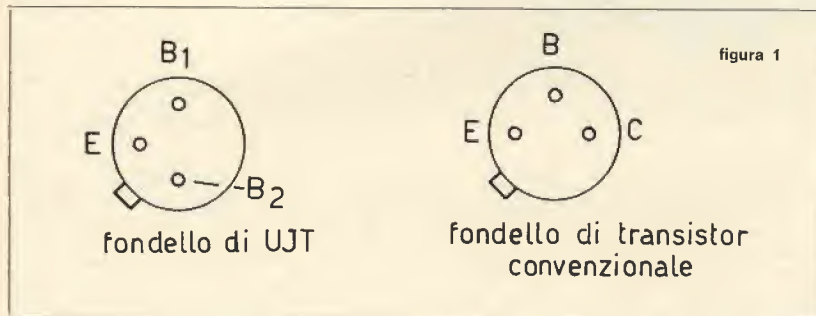 figura 1
B1
E
B2
fondello di UJT
B
E
C
fondello di transistor
convenzionale